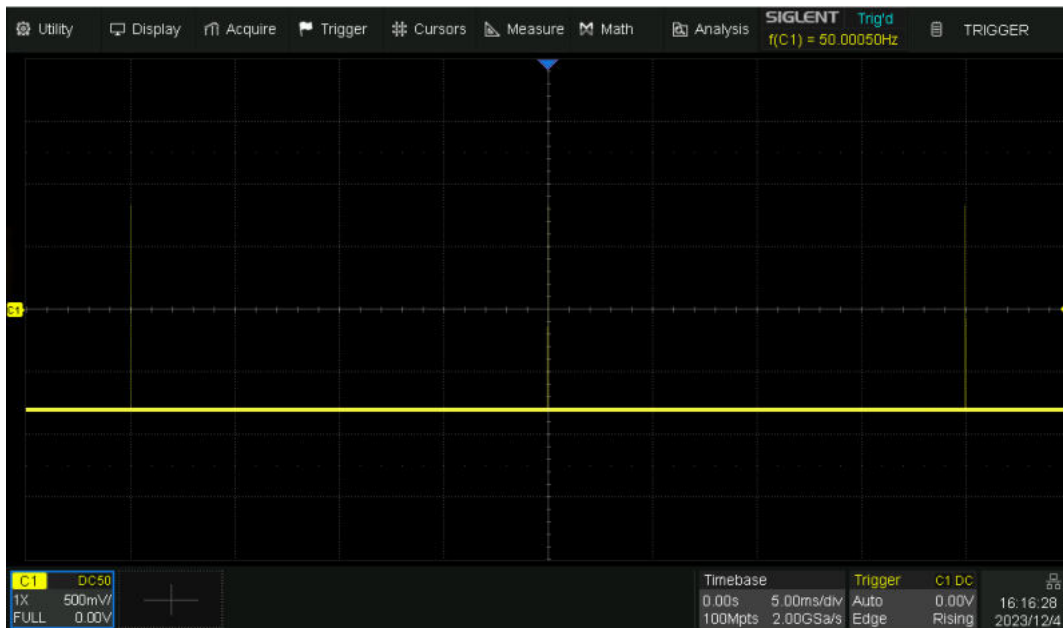 Utility Display Acquire Trigger Cursors Measure Math Analysis SIGLENT Trig'd TRIGGER
f(C1) = 50.00050Hz
C1
C1 DC50
1X 500mV/
FULL 0.00V
Timebase
0.00s 5.00ms/div
100Mpts 2.00GSa/s
Trigger C1 DC
Auto 0.00V
Edge Rising
16:16:28
2023/12/4